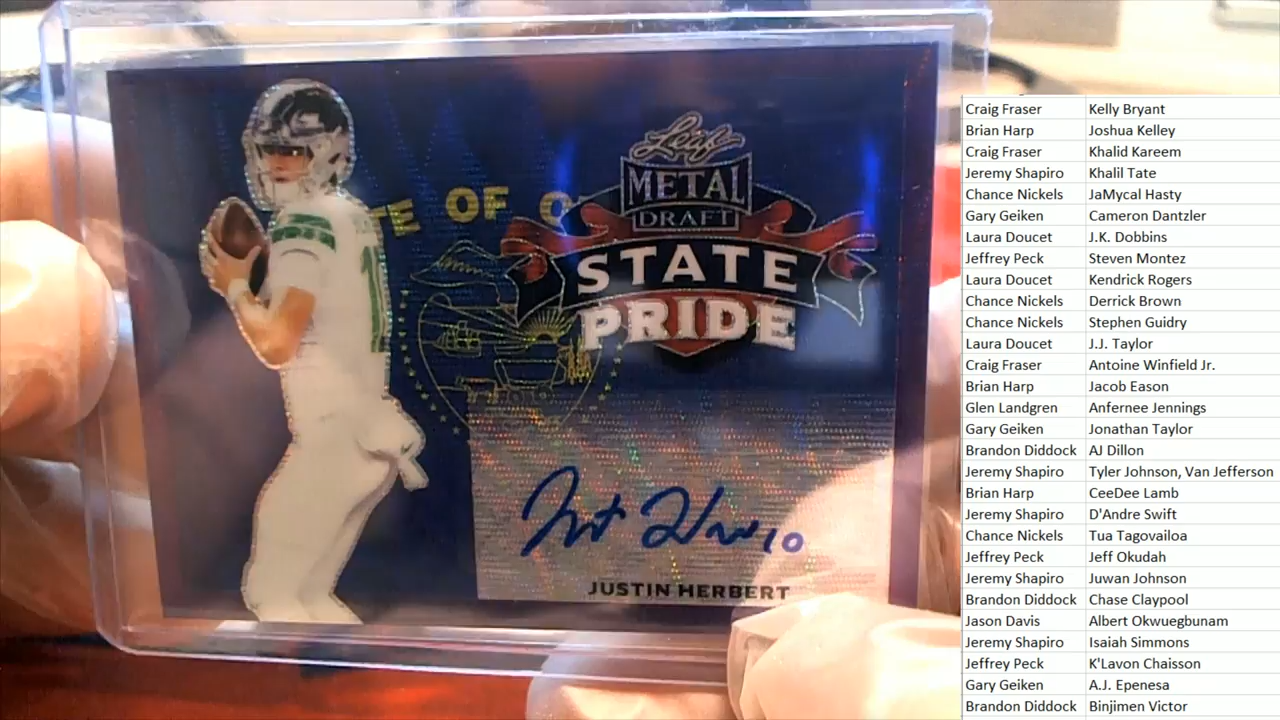 Leaf
METAL
DRAFT
STATE
PRIDE
TE OF O
1859
10
JUSTIN HERBERT
Craig Fraser Kelly Bryant
Brian Harp Joshua Kelley
Craig Fraser Khalid Kareem
Jeremy Shapiro Khalil Tate
Chance Nickels JaMycal Hasty
Gary Geiken Cameron Dantzler
Laura Doucet J.K. Dobbins
Jeffrey Peck Steven Montez
Laura Doucet Kendrick Rogers
Chance Nickels Derrick Brown
Chance Nickels Stephen Guidry
Laura Doucet J.J. Taylor
Craig Fraser Antoine Winfield Jr.
Brian Harp Jacob Eason
Glen Landgren Anfernee Jennings
Gary Geiken Jonathan Taylor
Brandon Diddock AJ Dillon
Jeremy Shapiro Tyler Johnson, Van Jefferson
Brian Harp CeeDee Lamb
Jeremy Shapiro D'Andre Swift
Chance Nickels Tua Tagovailoa
Jeffrey Peck Jeff Okudah
Jeremy Shapiro Juwan Johnson
Brandon Diddock Chase Claypool
Jason Davis Albert Okwuegbunam
Jeremy Shapiro Isaiah Simmons
Jeffrey Peck K'Lavon Chaisson
Gary Geiken A.J. Epenesa
Brandon Diddock Binjimen Victor